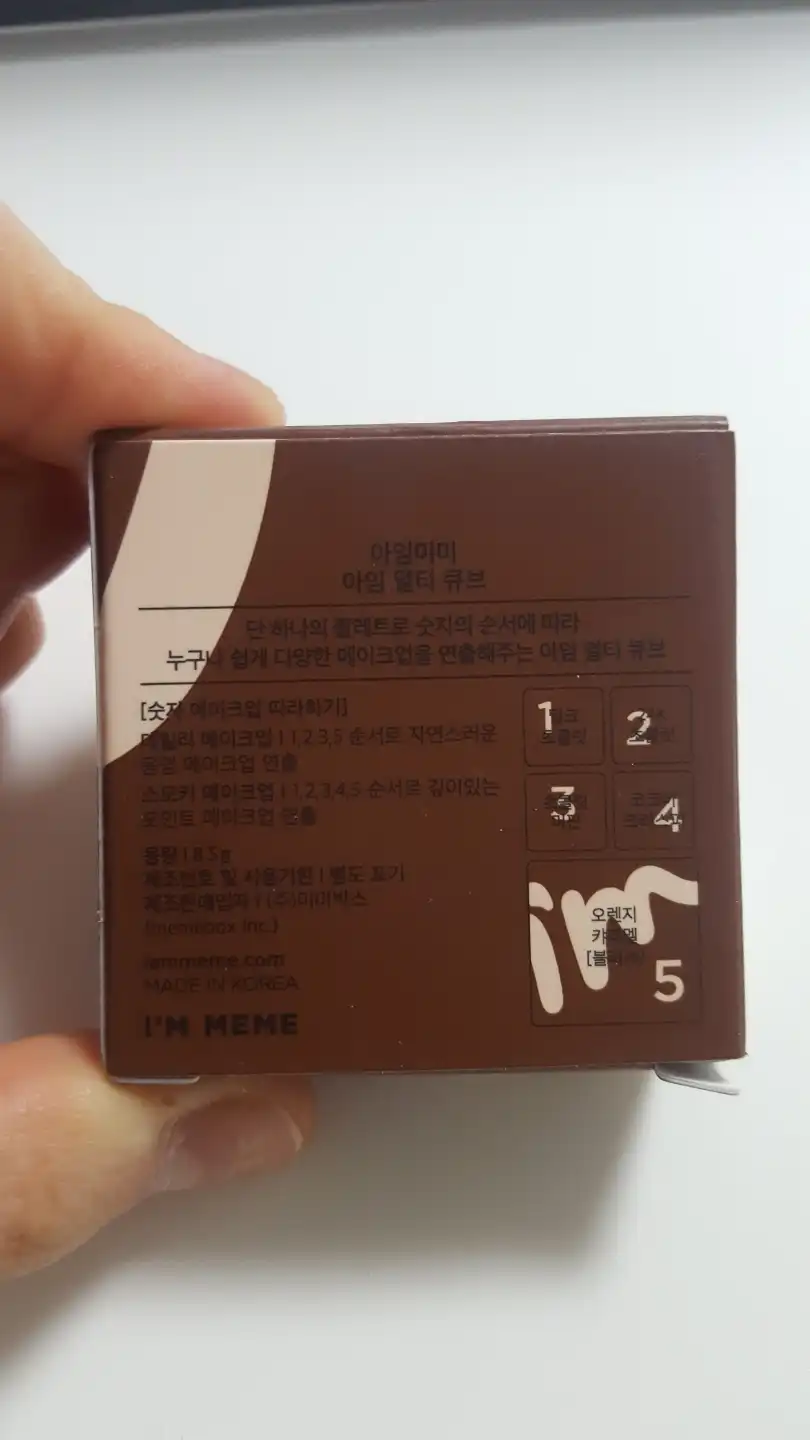 아임미미
아임 멀티 큐브
단 하나의 팔레트로 숫자의 순서에 따라
누구나 쉽게 다양한 메이크업을 연출해주는 아임 멀티 큐브
[숫자 메이크업 따라하기]
데일리 메이크업 | 1,2,3,5 순서로 자연스러운
음영 메이크업 연출
스모키 메이크업 | 1,2,3,4,5 순서로 깊이있는
포인트 메이크업 연출
용량 | 8.5g
제조번호 및 사용기한 | 별도 표기
제조판매업자 | (주)미미박스
(memebox Inc.)
iammeme.com
MADE IN KOREA
I'M MEME
1
2
3
4
i'm
오렌지
캬라멜
5